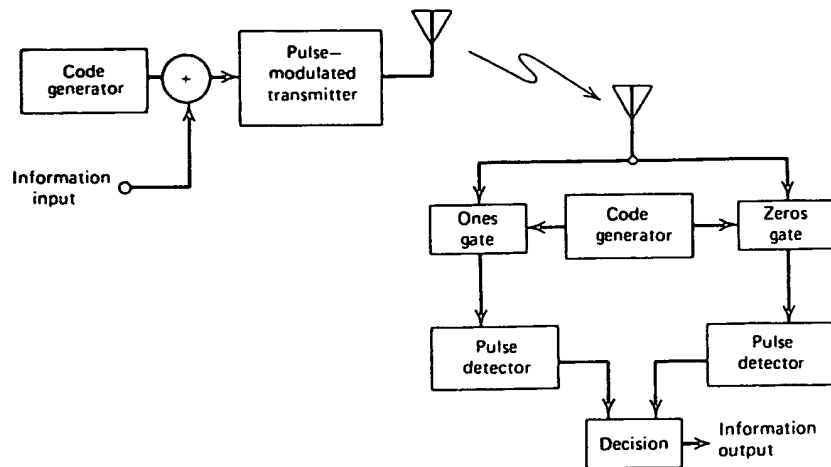 Code
generator
+
Pulse—
modulated
transmitter
Information
input
Ones
gate
Code
generator
Zeros
gate
Pulse
detector
Pulse
detector
Decision
Information
output